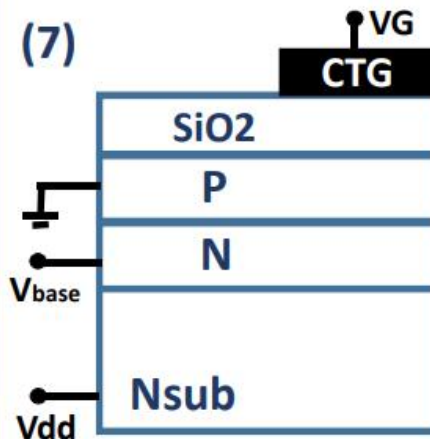 (7)
VG
CTG
SiO2
P
N
Vbase
Nsub
Vdd